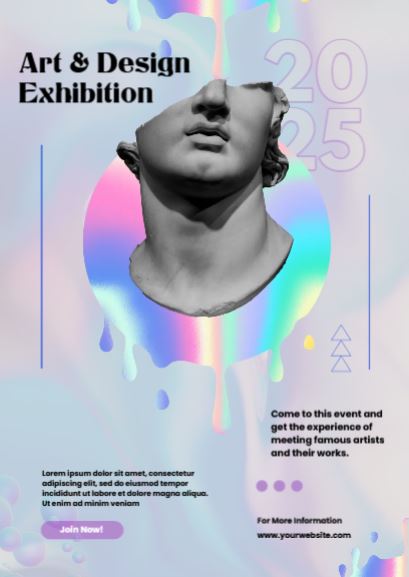 Art & Design
Exhibition
20
25
Come to this event and
get the experience of
meeting famous artists
and their works.
Lorem ipsum dolor sit amet, consectetur
adipiscing elit, sed do eiusmod tempor
incididunt ut labore et dolore magna aliqua.
Ut enim ad minim veniam
Join Now!
For More Information
www.yourwebsite.com